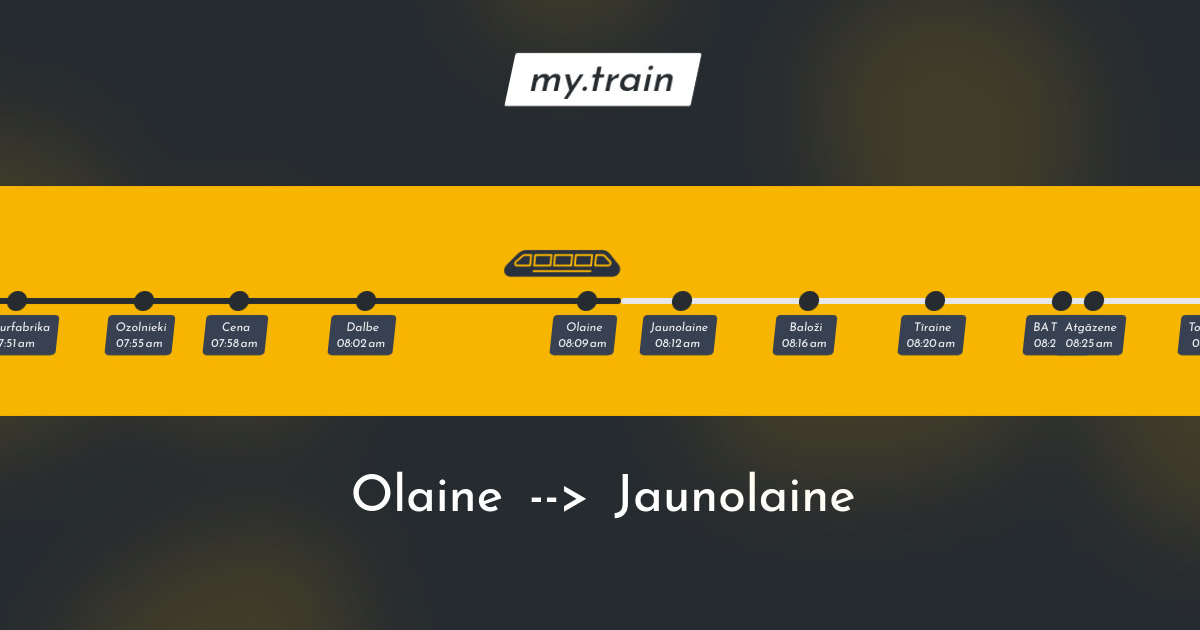 my.train
urfabrika
7:51 am
Ozolnieki
07:55 am
Cena
07:58 am
Dalbe
08:02 am
Olaine
08:09 am
Jaunolaine
08:12 am
Baloži
08:16 am
Tiraine
08:20 am
BA T
08:2
Atgāzene
08:25 am
To
0
Olaine --> Jaunolaine